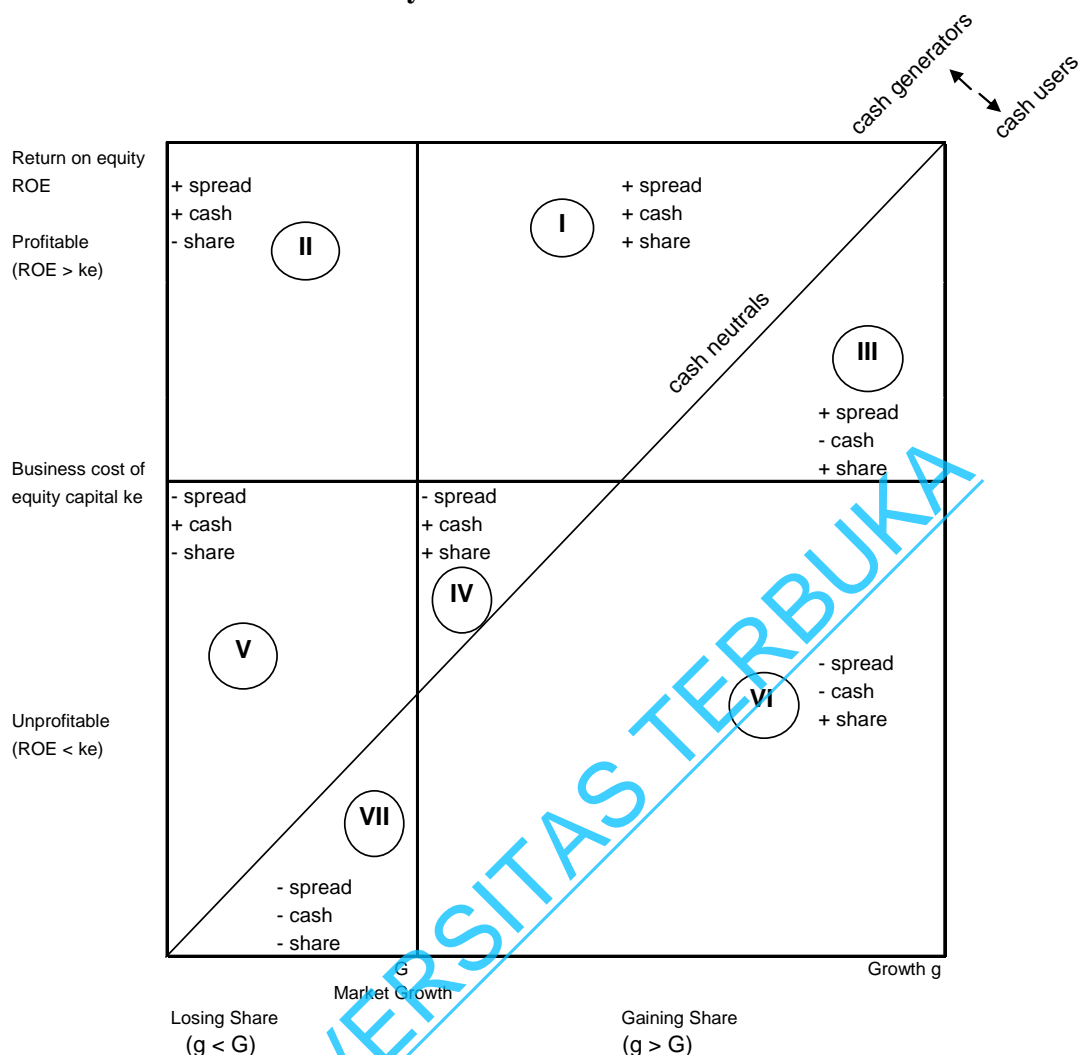 cash generators
cash users
Return on equity
ROE
Profitable
(ROE > ke)
+ spread
+ cash
- share
II
I
+ spread
+ cash
+ share
cash neutrals
III
+ spread
- cash
+ share
Business cost of
equity capital ke
- spread
+ cash
- share
- spread
+ cash
+ share
IV
V
VI
- spread
- cash
+ share
Unprofitable
(ROE < ke)
VII
- spread
- cash
- share
G
Market Growth
Growth g
Losing Share
(g < G)
Gaining Share
(g > G)
ERSITAS TERBUKA